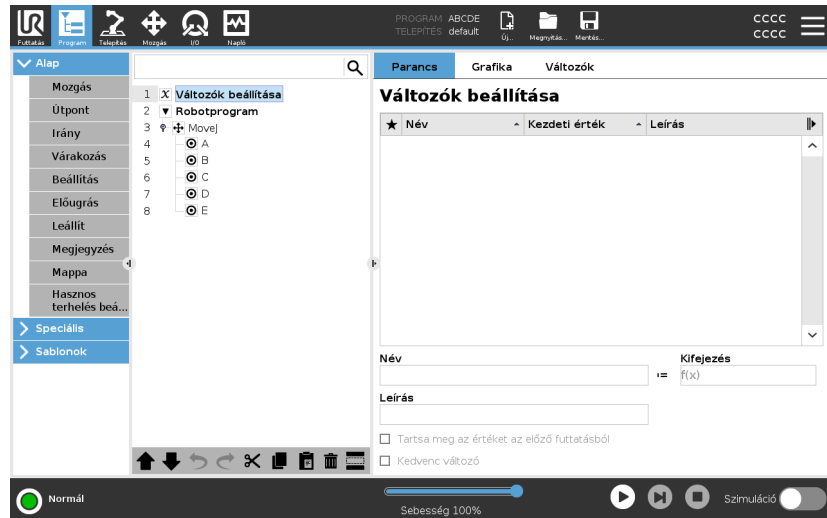 PROGRAM ABCDE
TELEPÍTÉS default
CCCC
CCCC
Futtatás
Program
Telepítés
Mozgás
I/O
Napló
Új...
Megnyitás...
Mentés...
Alap
Mozgás
Útpont
Irány
Várakozás
Beállítás
Előugrás
Leállít
Megjegyzés
Mappa
Hasznos
terhelés beá...
Speciális
Sablonok
1 X Változók beállítása
2 Robotprogram
3 MoveJ
4 A
5 B
6 C
7 D
8 E
Parancs
Grafika
Változók
Változók beállítása
Név
Kezdeti érték
Leírás
Név
Kifejezés
:=
f(x)
Leírás
Tartsa meg az értéket az előző futtatásból
Kedvenc változó
Normál
Sebesség 100%
Szimuláció